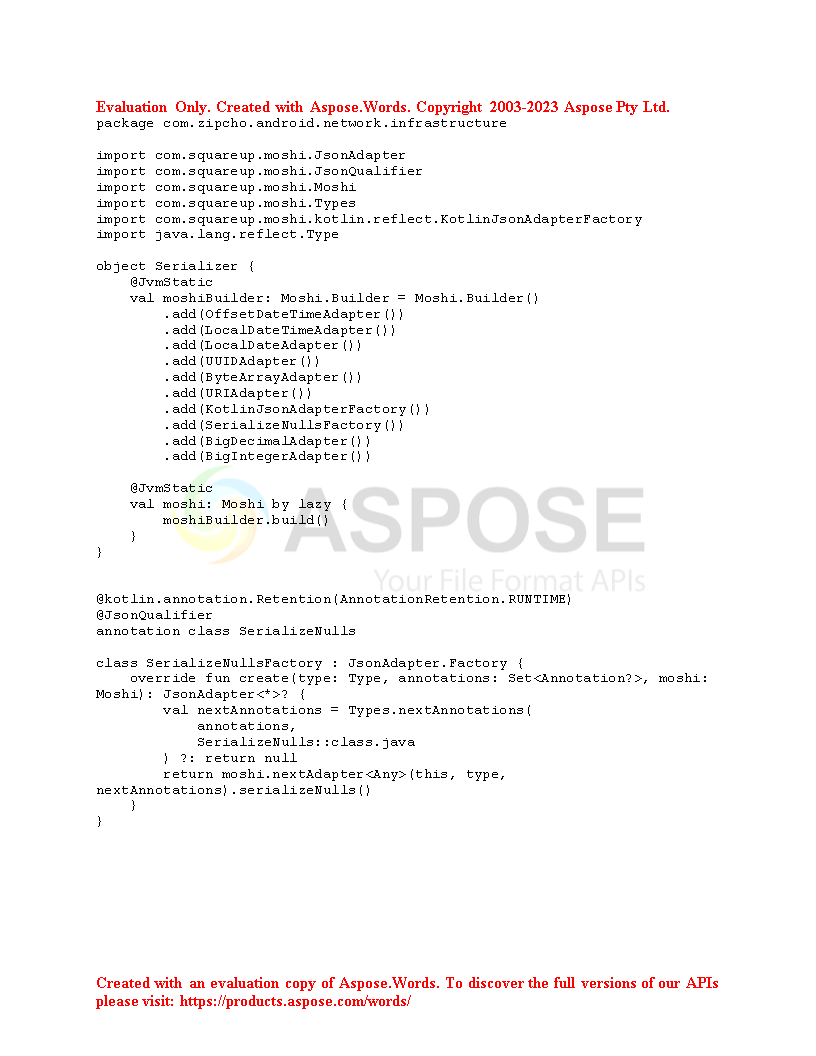 Evaluation Only. Created with Aspose.Words. Copyright 2003-2023 Aspose Pty Ltd.
package com.zipcho.android.network.infrastructure

import com.squareup.moshi.JsonAdapter
import com.squareup.moshi.JsonQualifier
import com.squareup.moshi.Moshi
import com.squareup.moshi.Types
import com.squareup.moshi.kotlin.reflect.KotlinJsonAdapterFactory
import java.lang.reflect.Type

object Serializer {
    @JvmStatic
    val moshiBuilder: Moshi.Builder = Moshi.Builder()
        .add(OffsetDateTimeAdapter())
        .add(LocalDateTimeAdapter())
        .add(LocalDateAdapter())
        .add(UUIDAdapter())
        .add(ByteArrayAdapter())
        .add(URIAdapter())
        .add(KotlinJsonAdapterFactory())
        .add(SerializeNullsFactory())
        .add(BigDecimalAdapter())
        .add(BigIntegerAdapter())

    @JvmStatic
    val moshi: Moshi by lazy {
        moshiBuilder.build()
    }
}
ASPOSE
Your File Format APIs

@kotlin.annotation.Retention(AnnotationRetention.RUNTIME)
@JsonQualifier
annotation class SerializeNulls

class SerializeNullsFactory : JsonAdapter.Factory {
    override fun create(type: Type, annotations: Set<Annotation?>, moshi:
Moshi): JsonAdapter<*>? {
        val nextAnnotations = Types.nextAnnotations(
            annotations,
            SerializeNulls::class.java
        ) ?: return null
        return moshi.nextAdapter<Any>(this, type,
nextAnnotations).serializeNulls()
    }
}

Created with an evaluation copy of Aspose.Words. To discover the full versions of our APIs
please visit: https://products.aspose.com/words/